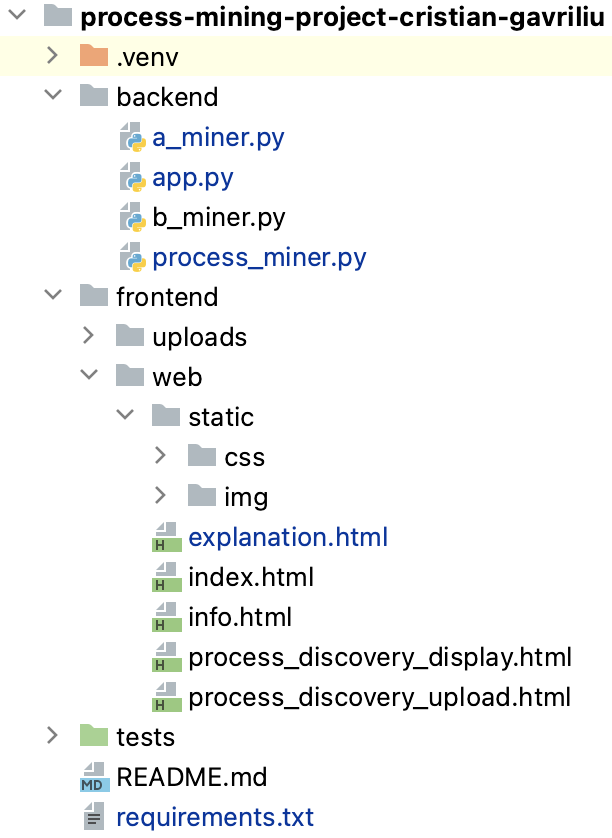 process-mining-project-cristian-gavriliu
.venv
backend
a_miner.py
app.py
b_miner.py
process_miner.py
frontend
uploads
web
static
css
img
H explanation.html
H index.html
H info.html
H process_discovery_display.html
H process_discovery_upload.html
tests
MD README.md
requirements.txt